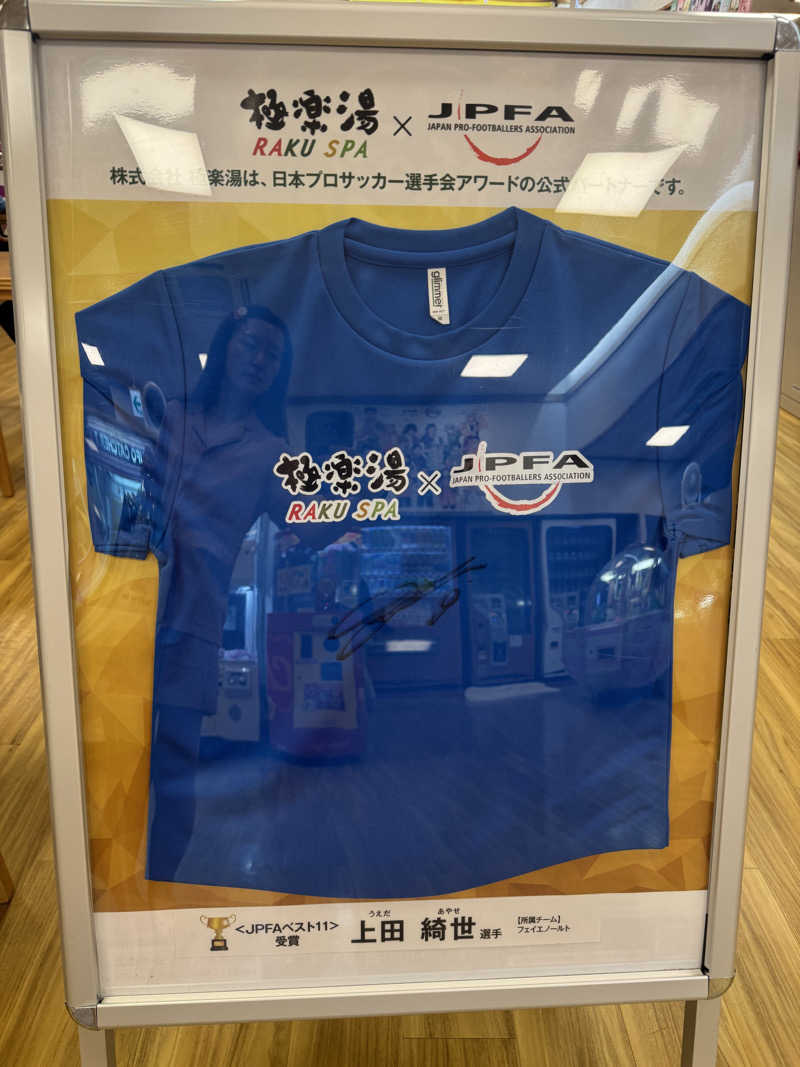 極楽湯 × JPFA
RAKU SPA JAPAN PRO-FOOTBALLERS ASSOCIATION
株式会社 極楽湯は、日本プロサッカー選手会アワードの公式パートナーです。
glimmer
極楽湯 × JPFA
RAKU SPA JAPAN PRO-FOOTBALLERS ASSOCIATION
<JPFAベスト11>
受賞
うえだ あやせ
上田 綺世 選手
【所属チーム】
フェイエノールト